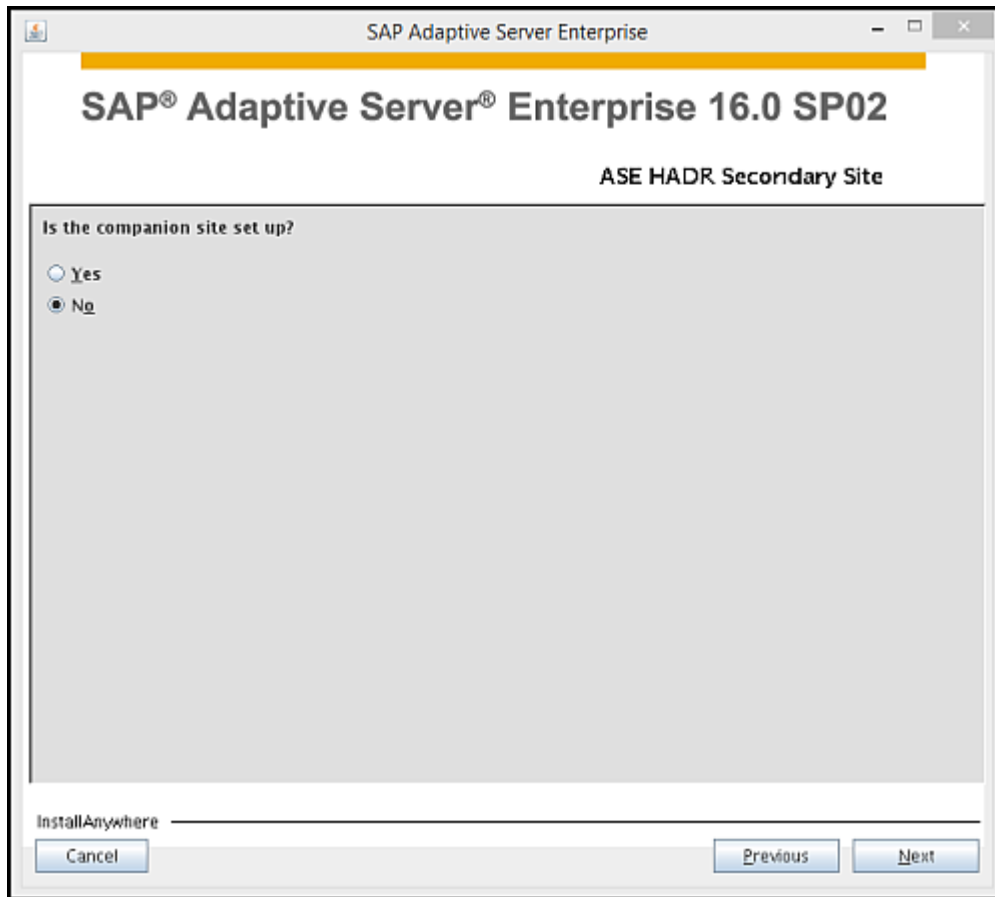 SAP Adaptive Server Enterprise
SAP® Adaptive Server® Enterprise 16.0 SP02
ASE HADR Secondary Site
Is the companion site set up?
Yes
No
InstallAnywhere
Cancel
Previous
Next